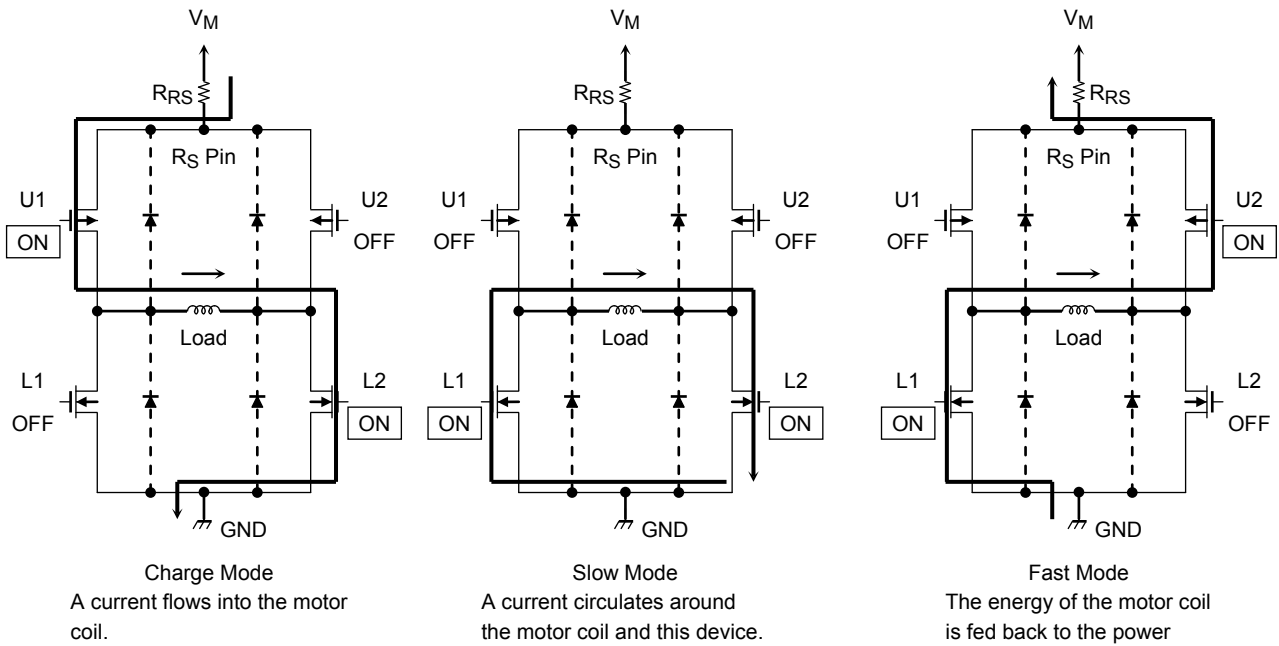 VM
VM
VM
RRS
RRS
RRS
RS Pin
RS Pin
RS Pin
U1
U2
U1
U2
U1
U2
ON
OFF
OFF
OFF
OFF
ON
Load
Load
Load
L1
L2
L1
L2
L1
L2
OFF
ON
ON
ON
ON
OFF
GND
GND
GND
Charge Mode
A current flows into the motor
coil.
Slow Mode
A current circulates around
the motor coil and this device.
Fast Mode
The energy of the motor coil
is fed back to the power